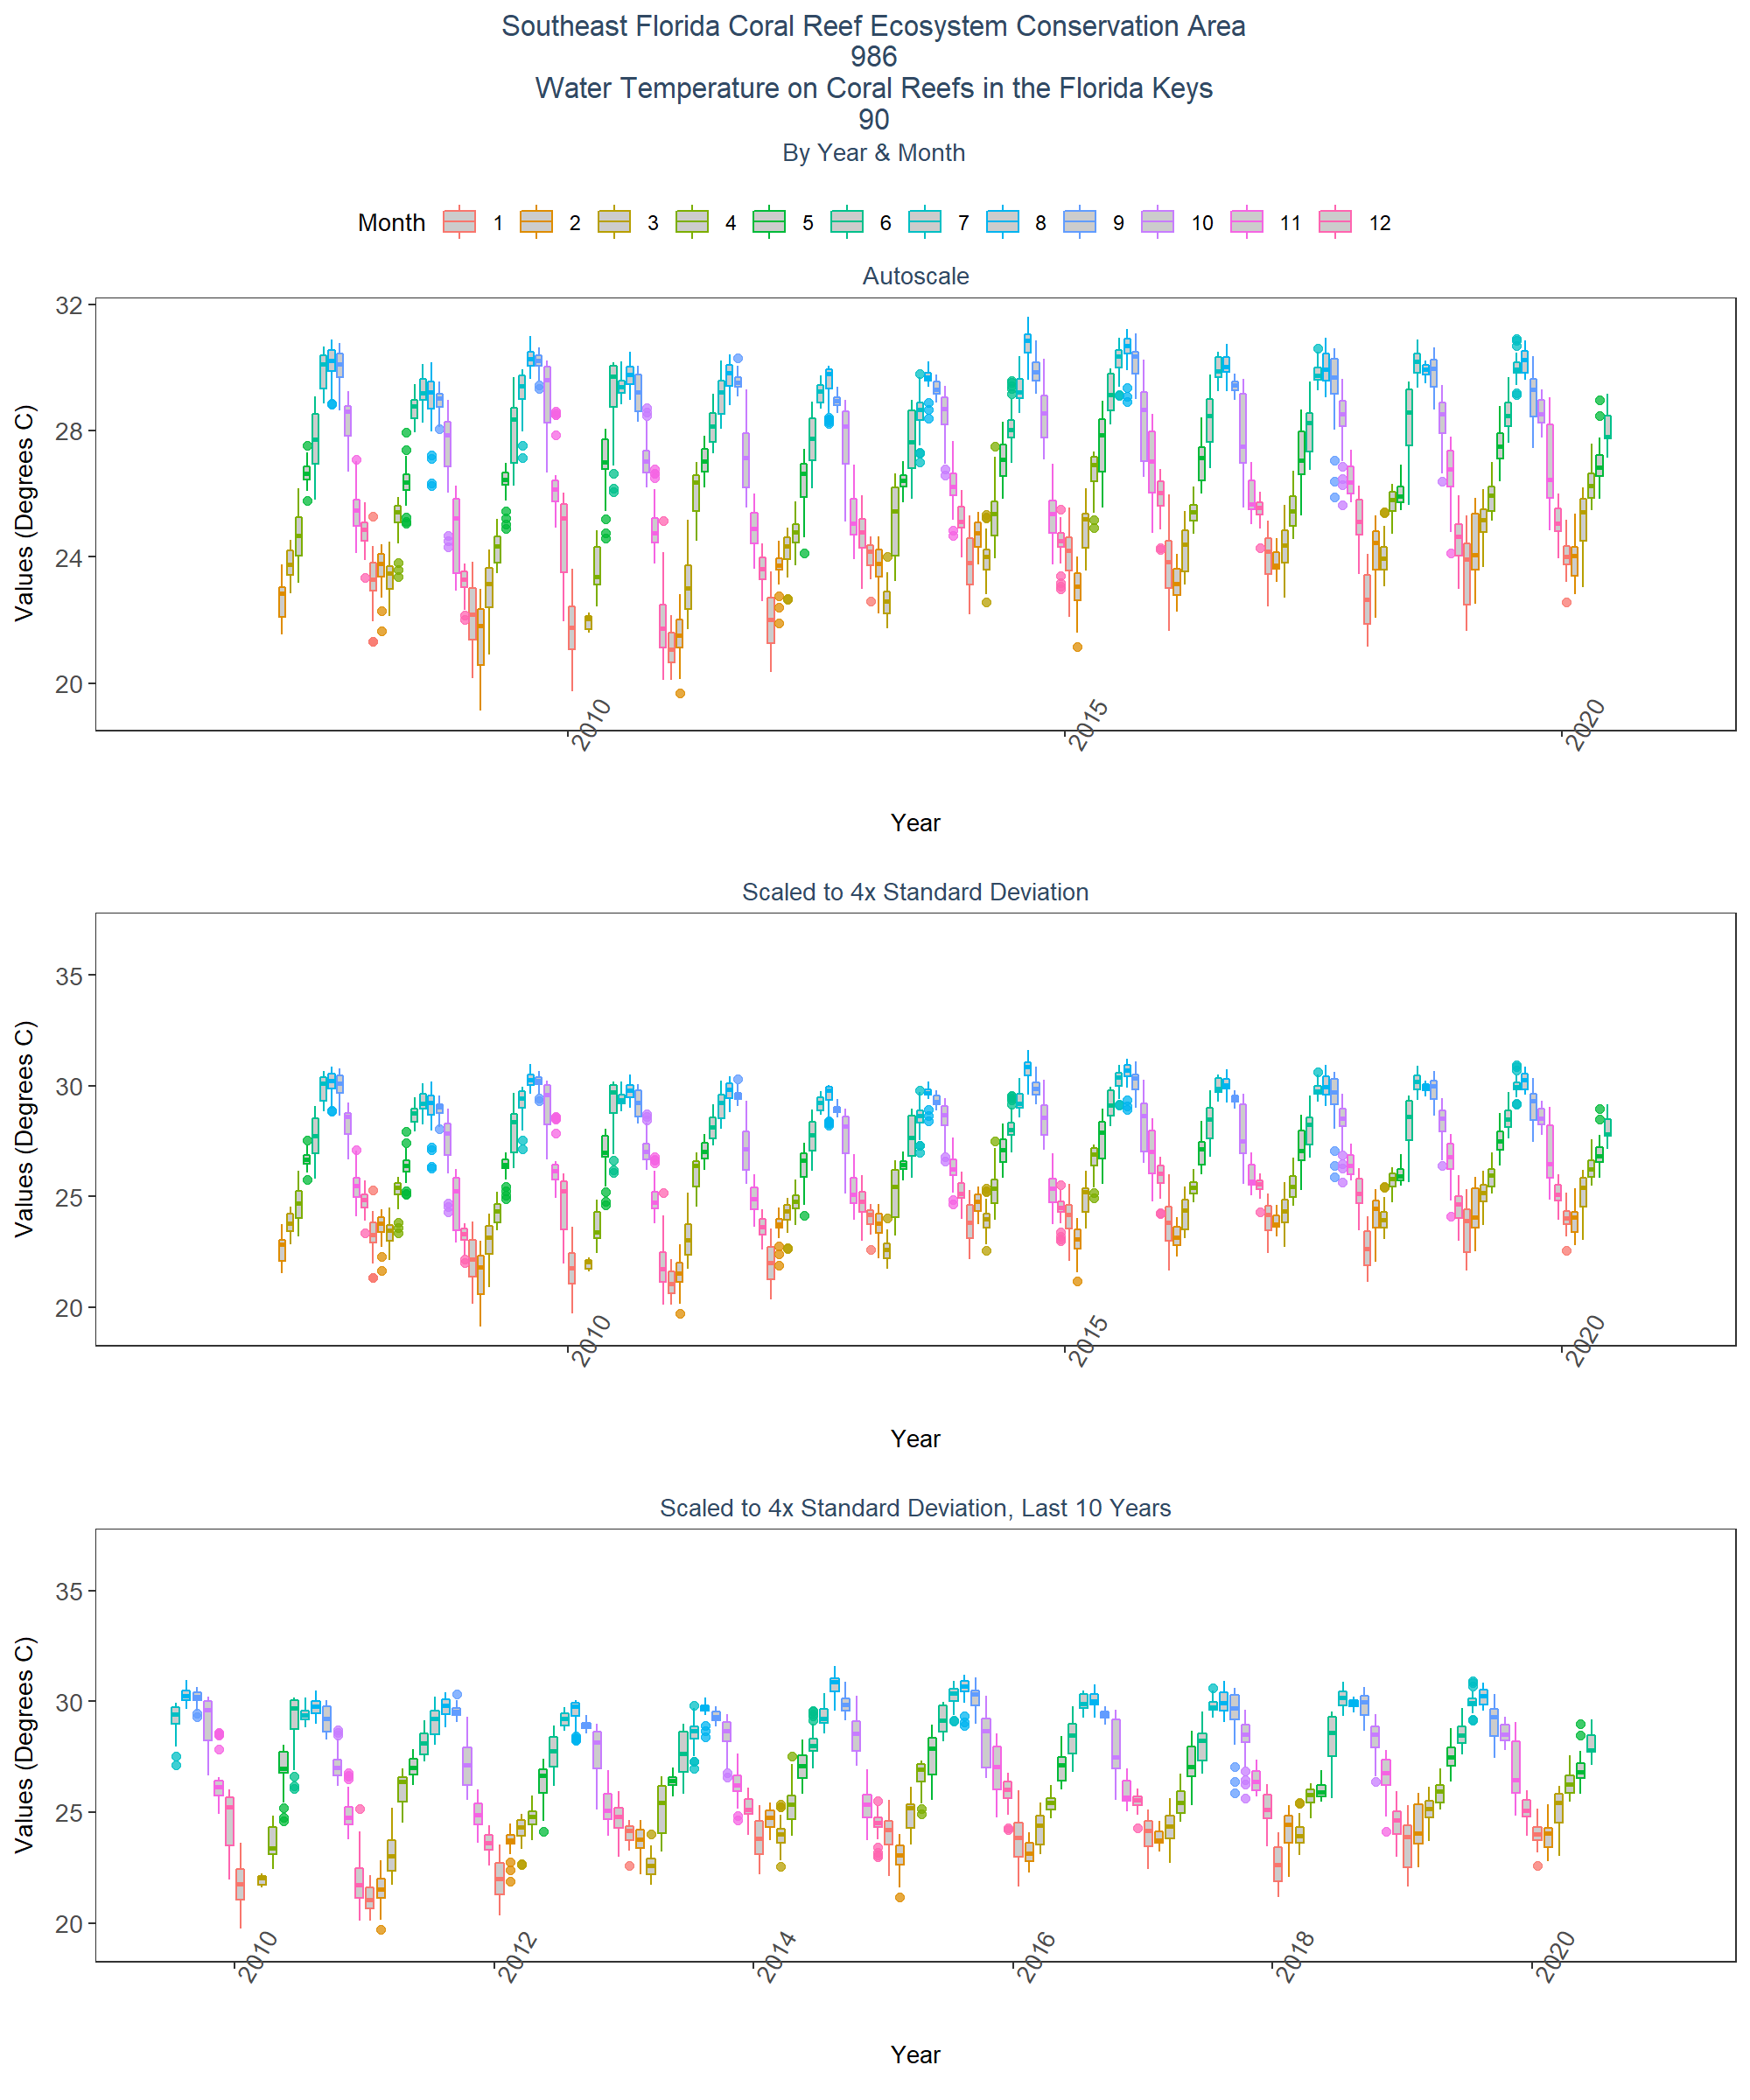 Southeast Florida Coral Reef Ecosystem Conservation Area
986
Water Temperature on Coral Reefs in the Florida Keys
90
By Year & Month
Month 1 2 3 4 5 6 7 8 9 10 11 12
Autoscale
Values (Degrees C)
32
28
24
20
2010 2015 2020
Year
Scaled to 4x Standard Deviation
Values (Degrees C)
35
30
25
20
2010 2015 2020
Year
Scaled to 4x Standard Deviation, Last 10 Years
Values (Degrees C)
35
30
25
20
2010 2012 2014 2016 2018 2020
Year